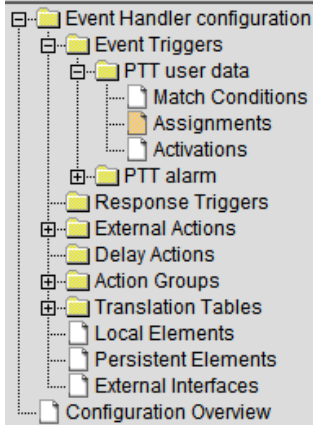 Event Handler configuration
Event Triggers
PTT user data
Match Conditions
Assignments
Activations
PTT alarm
Response Triggers
External Actions
Delay Actions
Action Groups
Translation Tables
Local Elements
Persistent Elements
External Interfaces
Configuration Overview